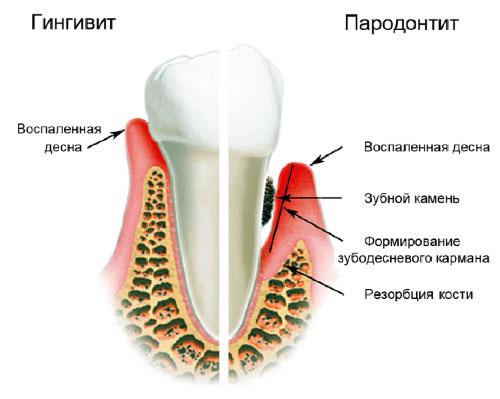 Гингивит
Пародонтит
Воспаленная
десна
Воспаленная десна
Зубной камень
Формирование
зубодесневого кармана
Резорбция кости